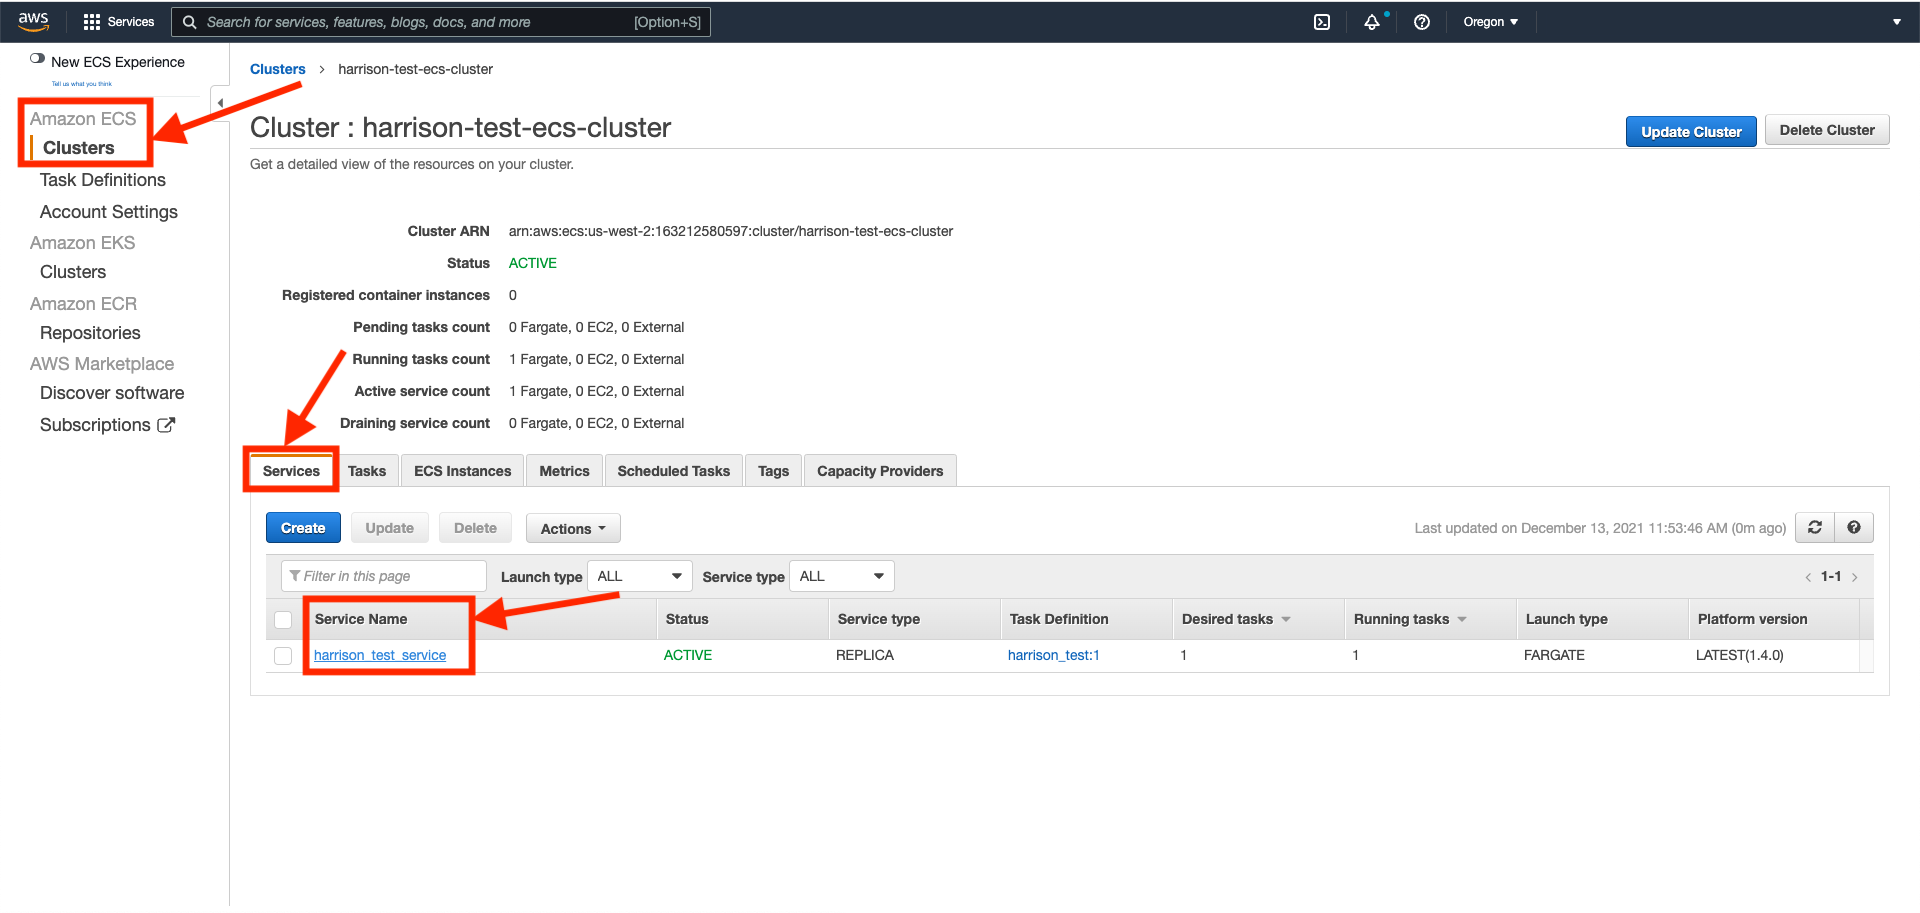 aws Services Search for services, features, blogs, docs, and more [Option+S] Oregon
New ECS Experience
Tell us what you think
Amazon ECS
Clusters
Task Definitions
Account Settings
Amazon EKS
Clusters
Amazon ECR
Repositories
AWS Marketplace
Discover software
Subscriptions
Clusters > harrison-test-ecs-cluster
Cluster : harrison-test-ecs-cluster
Update Cluster Delete Cluster
Get a detailed view of the resources on your cluster.
Cluster ARN arn:aws:ecs:us-west-2:163212580597:cluster/harrison-test-ecs-cluster
Status ACTIVE
Registered container instances 0
Pending tasks count 0 Fargate, 0 EC2, 0 External
Running tasks count 1 Fargate, 0 EC2, 0 External
Active service count 1 Fargate, 0 EC2, 0 External
Draining service count 0 Fargate, 0 EC2, 0 External
Services Tasks ECS Instances Metrics Scheduled Tasks Tags Capacity Providers
Create Update Delete Actions Last updated on December 13, 2021 11:53:46 AM (0m ago)
Filter in this page Launch type ALL Service type ALL < 1-1 >
Service Name Status Service type Task Definition Desired tasks Running tasks Launch type Platform version
harrison_test_service ACTIVE REPLICA harrison_test:1 1 1 FARGATE LATEST(1.4.0)